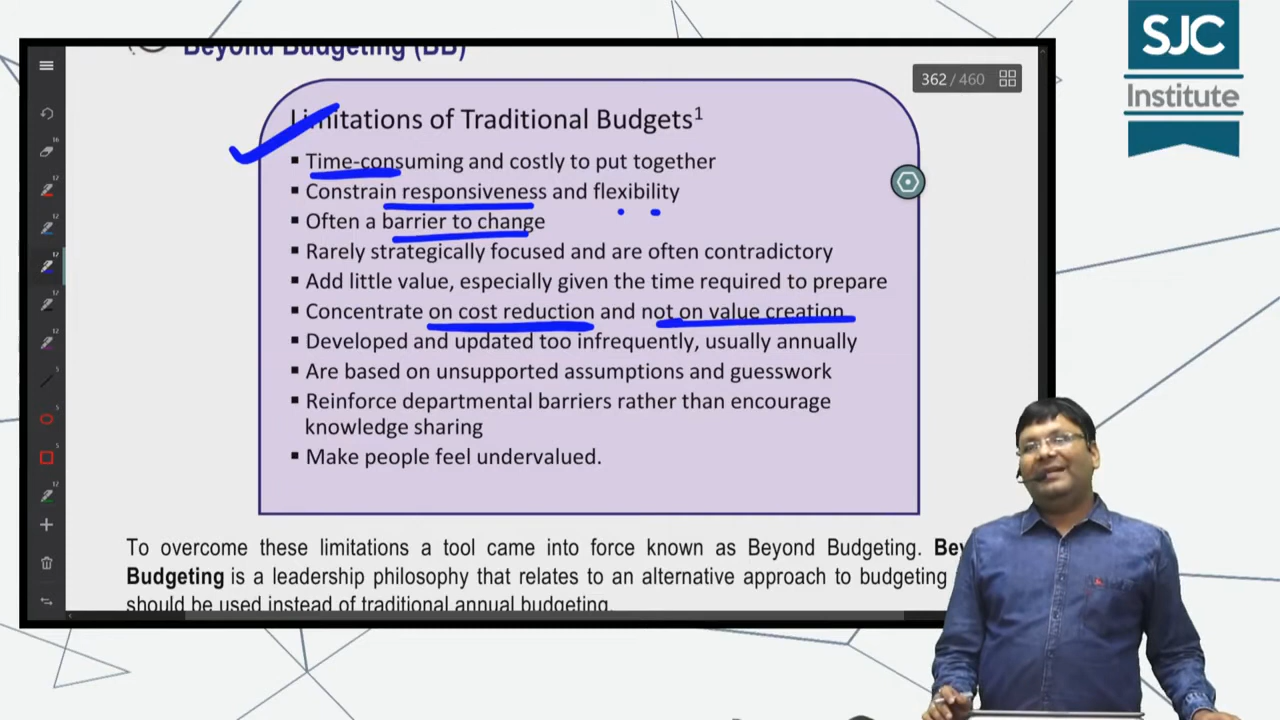 SJC
Institute
Beyond Budgeting (BB)
362 / 460
Limitations of Traditional Budgets¹
▪ Time-consuming and costly to put together
▪ Constrain responsiveness and flexibility
▪ Often a barrier to change
▪ Rarely strategically focused and are often contradictory
▪ Add little value, especially given the time required to prepare
▪ Concentrate on cost reduction and not on value creation
▪ Developed and updated too infrequently, usually annually
▪ Are based on unsupported assumptions and guesswork
▪ Reinforce departmental barriers rather than encourage
knowledge sharing
▪ Make people feel undervalued.
To overcome these limitations a tool came into force known as Beyond Budgeting.
Budgeting is a leadership philosophy that relates to an alternative approach to budgeting
should be used instead of traditional annual budgeting.